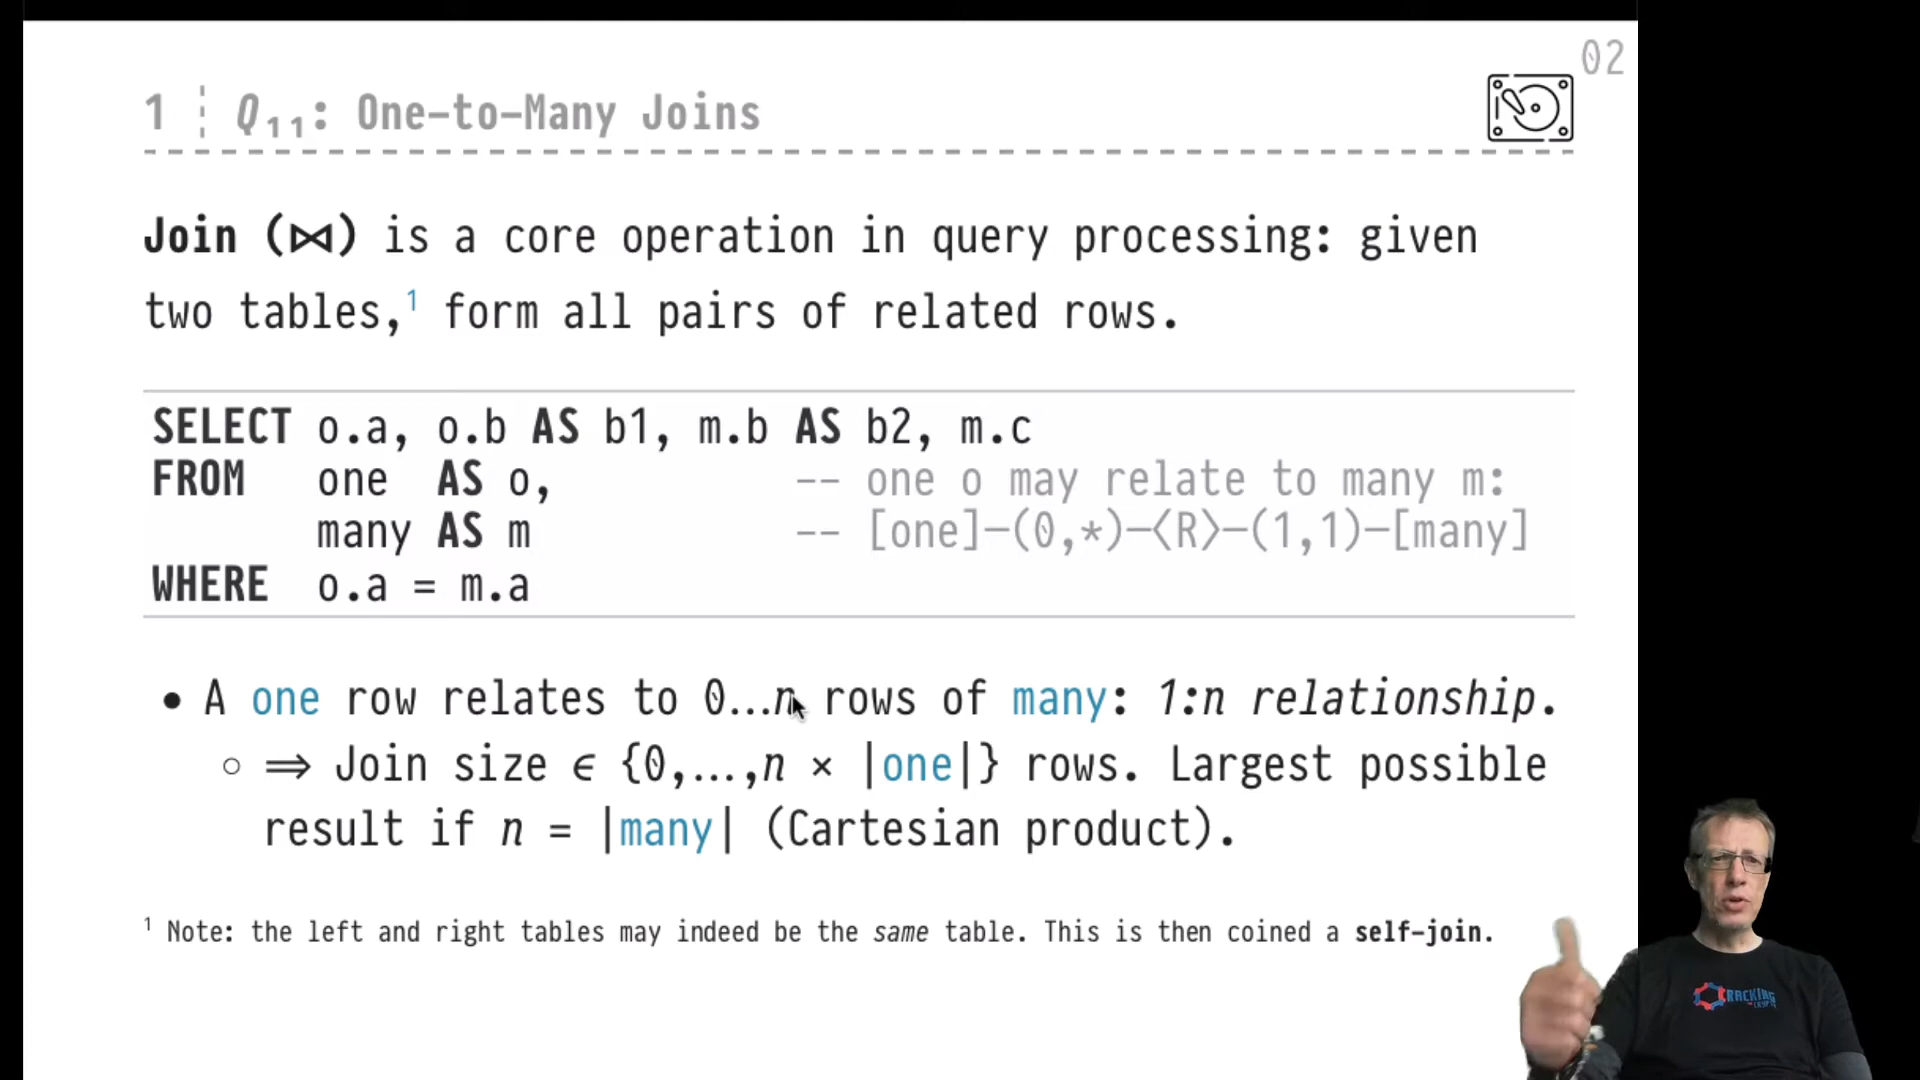 02
1 ┆ Q₁₁: One-to-Many Joins
Join (⋈) is a core operation in query processing: given
two tables,¹ form all pairs of related rows.
SELECT o.a, o.b AS b1, m.b AS b2, m.c
FROM one AS o, -- one o may relate to many m:
many AS m -- [one]—(0,*)—⟨R⟩—(1,1)—[many]
WHERE o.a = m.a
• A one row relates to 0…n rows of many: 1:n relationship.
○ ⟹ Join size ∊ {0,…,n × |one|} rows. Largest possible
result if n = |many| (Cartesian product).
¹ Note: the left and right tables may indeed be the same table. This is then coined a self-join.